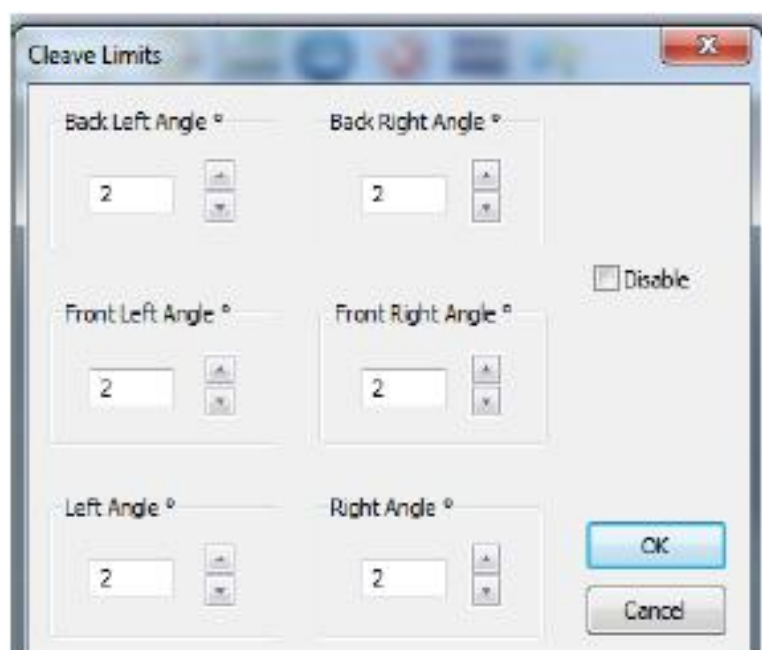 Cleave Limits
Back Left Angle °
Back Right Angle °
2
2
Disable
Front Left Angle °
Front Right Angle °
2
2
Left Angle °
Right Angle °
2
2
OK
Cancel